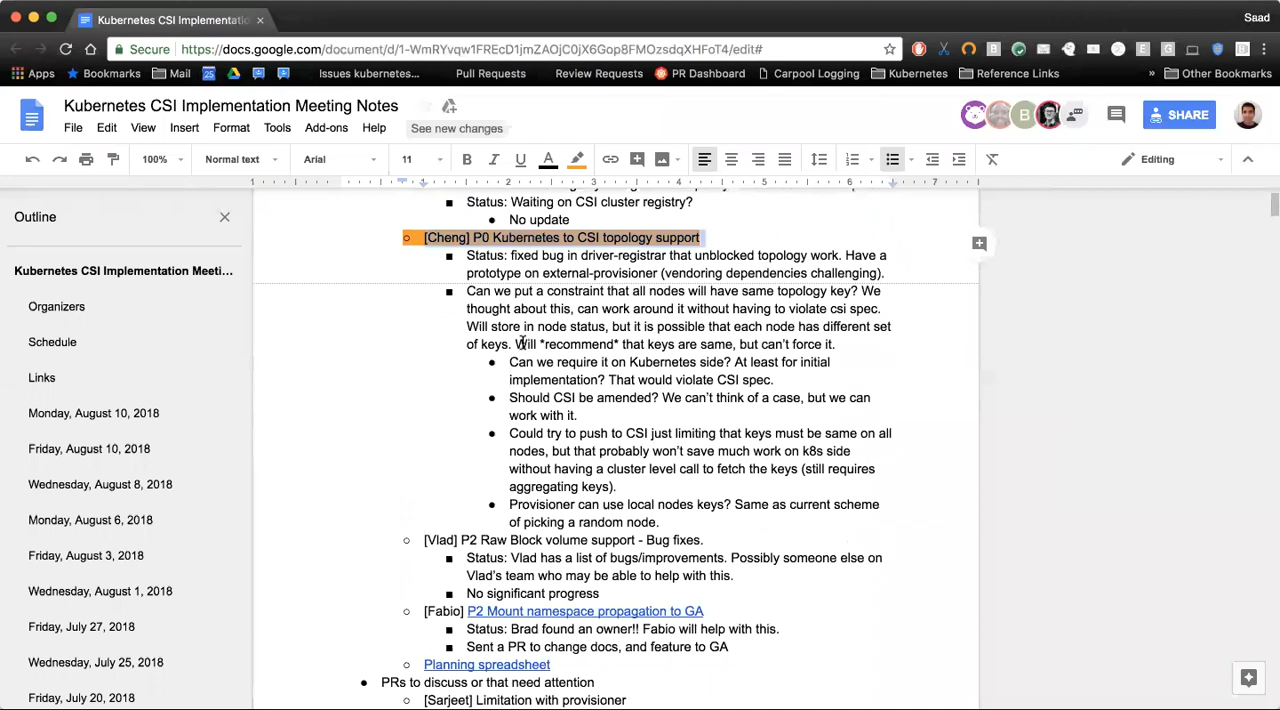 Kubernetes CSI Implementatio
Saad
Secure
https://docs.google.com/document/d/1-WmRYvqw1FREcD1jmZAOjC0jX6Gop8FMOzsdqXHFoT4/edit#
Apps
Bookmarks
Mail
Issues kubernetes...
Pull Requests
Review Requests
PR Dashboard
Carpool Logging
Kubernetes
Reference Links
Other Bookmarks
Kubernetes CSI Implementation Meeting Notes
File Edit View Insert Format Tools Add-ons Help See new changes
B
SHARE
100% Normal text Arial 11 B I U A Editing
1 1 2 3 4 5 6 7
Outline
Kubernetes CSI Implementation Meeti...
Organizers
Schedule
Links
Monday, August 10, 2018
Friday, August 10, 2018
Wednesday, August 8, 2018
Monday, August 6, 2018
Friday, August 3, 2018
Wednesday, August 1, 2018
Friday, July 27, 2018
Wednesday, July 25, 2018
Friday, July 20, 2018
■ Status: Waiting on CSI cluster registry?
● No update
○ [Cheng] P0 Kubernetes to CSI topology support
■ Status: fixed bug in driver-registrar that unblocked topology work. Have a
prototype on external-provisioner (vendoring dependencies challenging).
■ Can we put a constraint that all nodes will have same topology key? We
thought about this, can work around it without having to violate csi spec.
Will store in node status, but it is possible that each node has different set
of keys. Will *recommend* that keys are same, but can't force it.
● Can we require it on Kubernetes side? At least for initial
implementation? That would violate CSI spec.
● Should CSI be amended? We can't think of a case, but we can
work with it.
● Could try to push to CSI just limiting that keys must be same on all
nodes, but that probably won't save much work on k8s side
without having a cluster level call to fetch the keys (still requires
aggregating keys).
● Provisioner can use local nodes keys? Same as current scheme
of picking a random node.
○ [Vlad] P2 Raw Block volume support - Bug fixes.
■ Status: Vlad has a list of bugs/improvements. Possibly someone else on
Vlad's team who may be able to help with this.
■ No significant progress
○ [Fabio] P2 Mount namespace propagation to GA
■ Status: Brad found an owner!! Fabio will help with this.
■ Sent a PR to change docs, and feature to GA
○ Planning spreadsheet
● PRs to discuss or that need attention
○ [Sarjeet] Limitation with provisioner